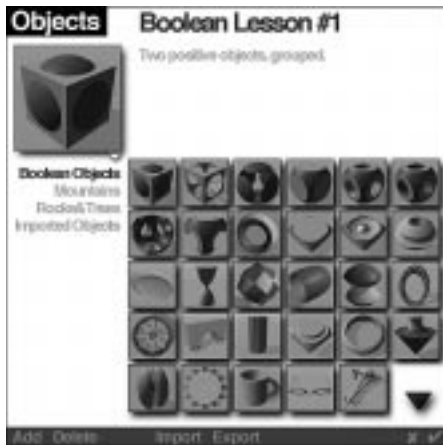 Objects
Boolean Lesson #1
Two positive objects, grouped.
Boolean Objects
Mountains
Rocks & Trees
Imported Objects
Add Delete Import Export